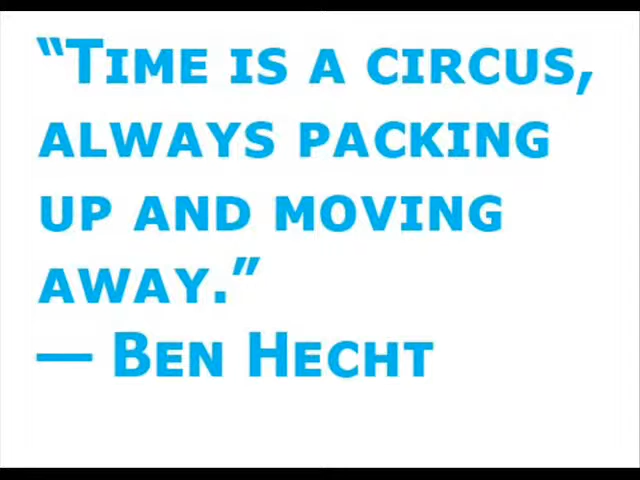 “Time is a circus,
always packing
up and moving
away.”
— Ben Hecht